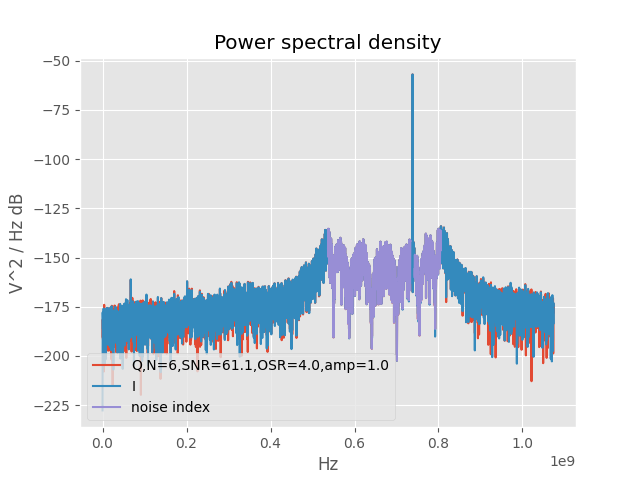 Power spectral density
V^2 / Hz dB
−50
−75
−100
−125
−150
−175
−200
−225
Q,N=6,SNR=61.1,OSR=4.0,amp=1.0
I
noise index
0.0 0.2 0.4 0.6 0.8 1.0
1e9
Hz